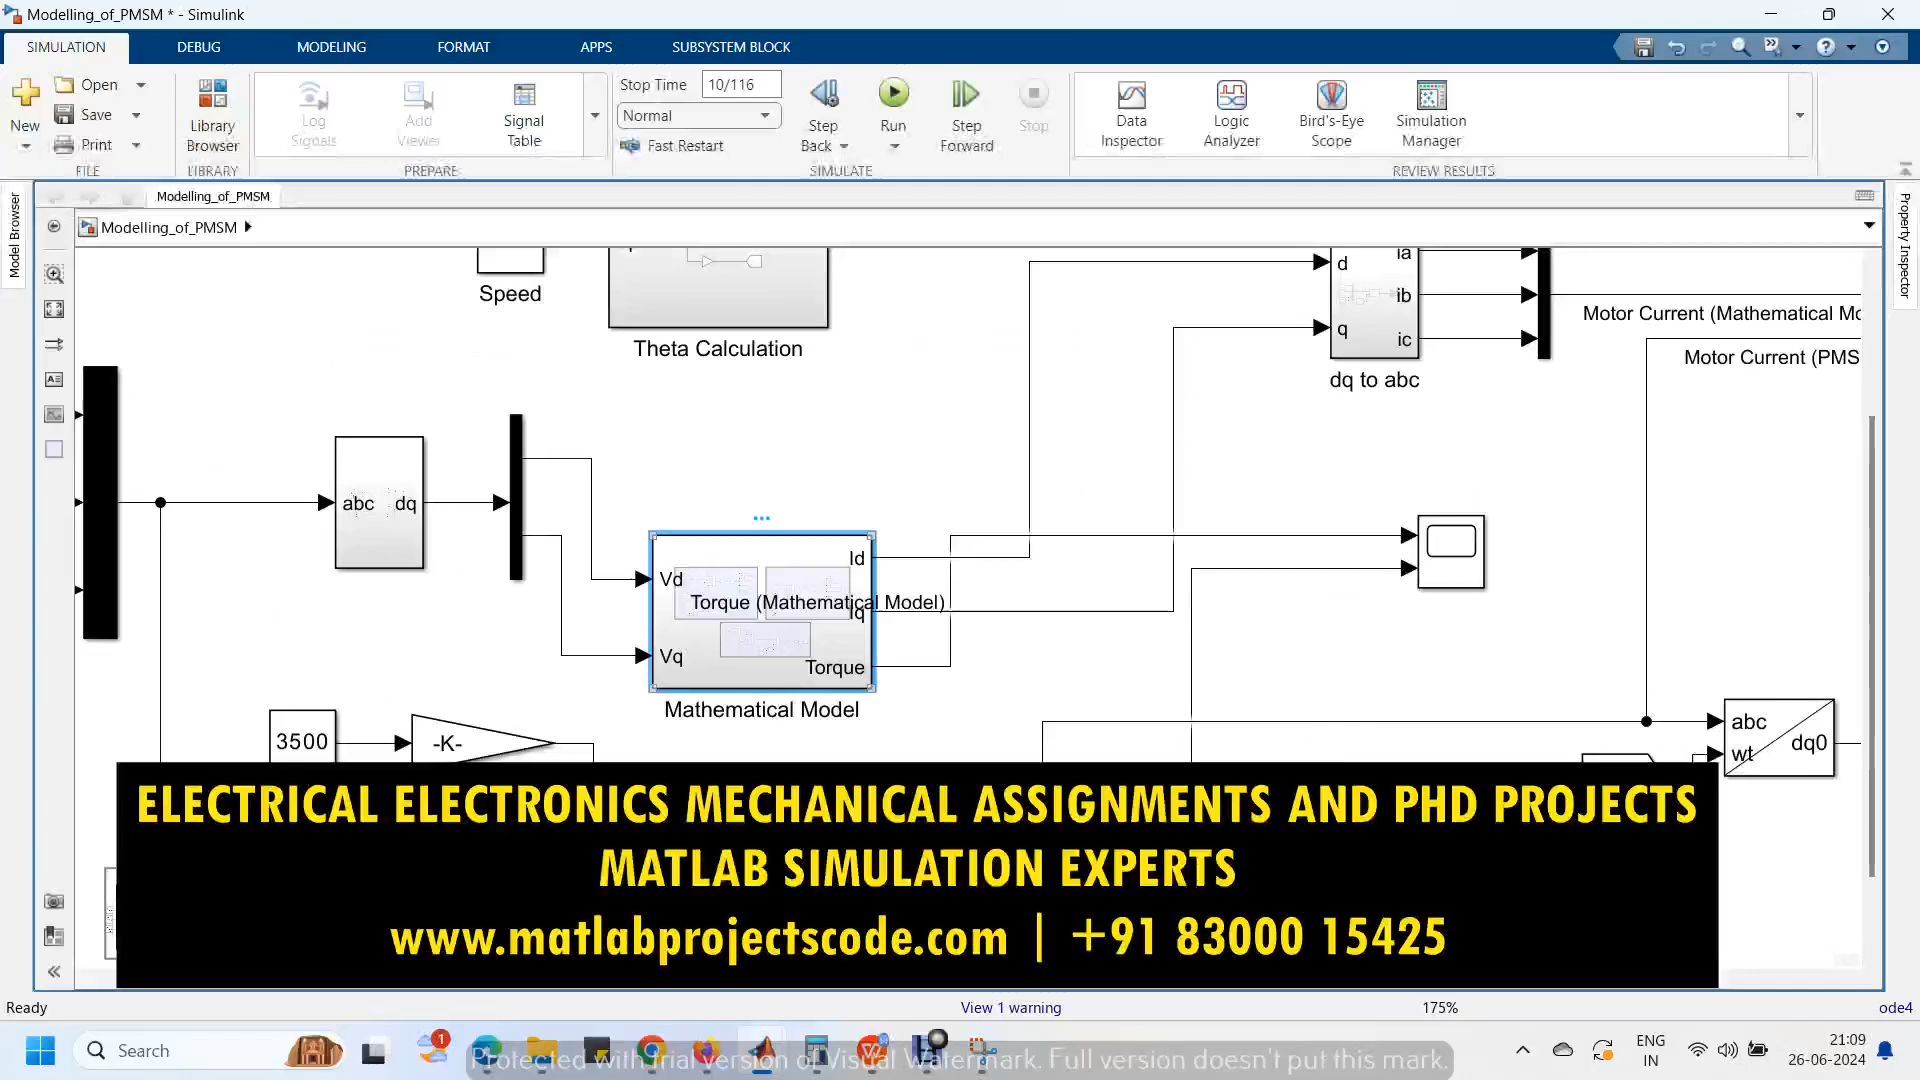 Modelling_of_PMSM * - Simulink
SIMULATION DEBUG MODELING FORMAT APPS SUBSYSTEM BLOCK
New
Open
Save
Print
FILE
Library Browser
LIBRARY
Log Signals
Add Viewer
Signal Table
PREPARE
Stop Time 10/116
Normal
Fast Restart
Step Back
Run
Step Forward
Stop
SIMULATE
Data Inspector
Logic Analyzer
Bird's-Eye Scope
Simulation Manager
REVIEW RESULTS
Model Browser
Property Inspector
Modelling_of_PMSM
Modelling_of_PMSM
Speed
Theta Calculation
d
q
ia
ib
ic
dq to abc
Motor Current (Mathematical Mo
Motor Current (PMS
abc dq
Vd
Vq
Id
Iq
Torque
Torque (Mathematical Model)
Mathematical Model
3500
-K-
abc
wt
dq0
ELECTRICAL ELECTRONICS MECHANICAL ASSIGNMENTS AND PHD PROJECTS
MATLAB SIMULATION EXPERTS
www.matlabprojectscode.com | +91 83000 15425
Ready
View 1 warning
175%
ode4
Search
1
Protected with trial version of Visual Watermark. Full version doesn't put this mark.
ENG
IN
21:09
26-06-2024